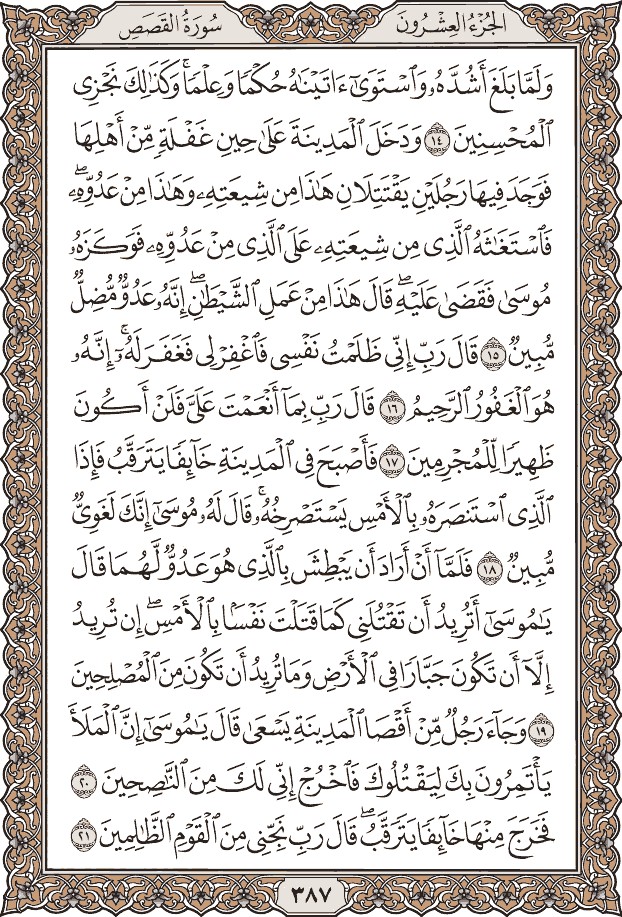 الجُزْءُ العِشْرُونَ
سُورَةُ القَصَصِ
وَلَمَّا بَلَغَ أَشُدَّهُۥ وَٱسْتَوَىٰٓ ءَاتَيْنَٰهُ حُكْمًا وَعِلْمًاۚ وَكَذَٰلِكَ نَجْزِى
ٱلْمُحْسِنِينَ ١٤ وَدَخَلَ ٱلْمَدِينَةَ عَلَىٰ حِينِ غَفْلَةٍ مِّنْ أَهْلِهَا
فَوَجَدَ فِيهَا رَجُلَيْنِ يَقْتَتِلَانِ هَٰذَا مِن شِيعَتِهِۦ وَهَٰذَا مِنْ عَدُوِّهِۦۖ
فَٱسْتَغَٰثَهُ ٱلَّذِى مِن شِيعَتِهِۦ عَلَى ٱلَّذِى مِنْ عَدُوِّهِۦ فَوَكَزَهُۥ
مُوسَىٰ فَقَضَىٰ عَلَيْهِۖ قَالَ هَٰذَا مِنْ عَمَلِ ٱلشَّيْطَٰنِۖ إِنَّهُۥ عَدُوٌّ مُّضِلٌّ
مُّبِينٌ ١٥ قَالَ رَبِّ إِنِّى ظَلَمْتُ نَفْسِى فَٱغْفِرْ لِى فَغَفَرَ لَهُۥٓۚ إِنَّهُۥ
هُوَ ٱلْغَفُورُ ٱلرَّحِيمُ ١٦ قَالَ رَبِّ بِمَآ أَنْعَمْتَ عَلَىَّ فَلَنْ أَكُونَ
ظَهِيرًا لِّلْمُجْرِمِينَ ١٧ فَأَصْبَحَ فِى ٱلْمَدِينَةِ خَآئِفًا يَتَرَقَّبُ فَإِذَا
ٱلَّذِى ٱسْتَنصَرَهُۥ بِٱلْأَمْسِ يَسْتَصْرِخُهُۥۚ قَالَ لَهُۥ مُوسَىٰٓ إِنَّكَ لَغَوِىٌّ
مُّبِينٌ ١٨ فَلَمَّآ أَنْ أَرَادَ أَن يَبْطِشَ بِٱلَّذِى هُوَ عَدُوٌّ لَّهُمَا قَالَ
يَٰمُوسَىٰٓ أَتُرِيدُ أَن تَقْتُلَنِى كَمَا قَتَلْتَ نَفْسًۢا بِٱلْأَمْسِۖ إِن تُرِيدُ
إِلَّآ أَن تَكُونَ جَبَّارًا فِى ٱلْأَرْضِ وَمَا تُرِيدُ أَن تَكُونَ مِنَ ٱلْمُصْلِحِينَ
١٩ وَجَآءَ رَجُلٌ مِّنْ أَقْصَا ٱلْمَدِينَةِ يَسْعَىٰ قَالَ يَٰمُوسَىٰٓ إِنَّ ٱلْمَلَأَ
يَأْتَمِرُونَ بِكَ لِيَقْتُلُوكَ فَٱخْرُجْ إِنِّى لَكَ مِنَ ٱلنَّٰصِحِينَ ٢٠
فَخَرَجَ مِنْهَا خَآئِفًا يَتَرَقَّبُۖ قَالَ رَبِّ نَجِّنِى مِنَ ٱلْقَوْمِ ٱلظَّٰلِمِينَ ٢١
٣٨٧